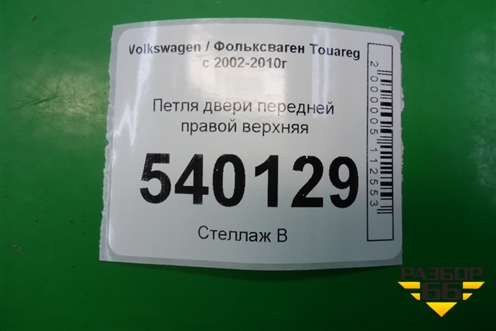 Volkswagen / Фольксваген Touareg
с 2002-2010г
Петля двери передней
правой верхняя
540129
Стеллаж В
2000005112553
РАЗБОР
66